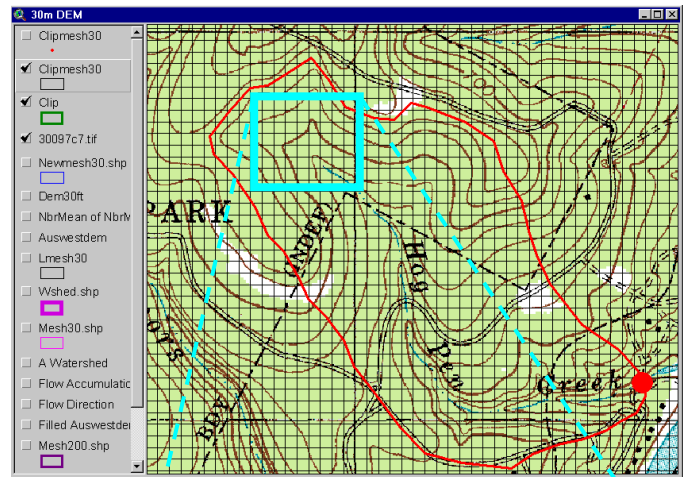 30m DEM
Clipmesh30
Clipmesh30
Clip
30097c7.tif
Newmesh30.shp
Dem30ft
NbrMean of NbrM
Auswestdem
Lmesh30
Wshed.shp
Mesh30.shp
A Watershed
Flow Accumulatic
Flow Direction
Filled Auswestder
Mesh200.shp
PARK
Hog
Pen
Creek